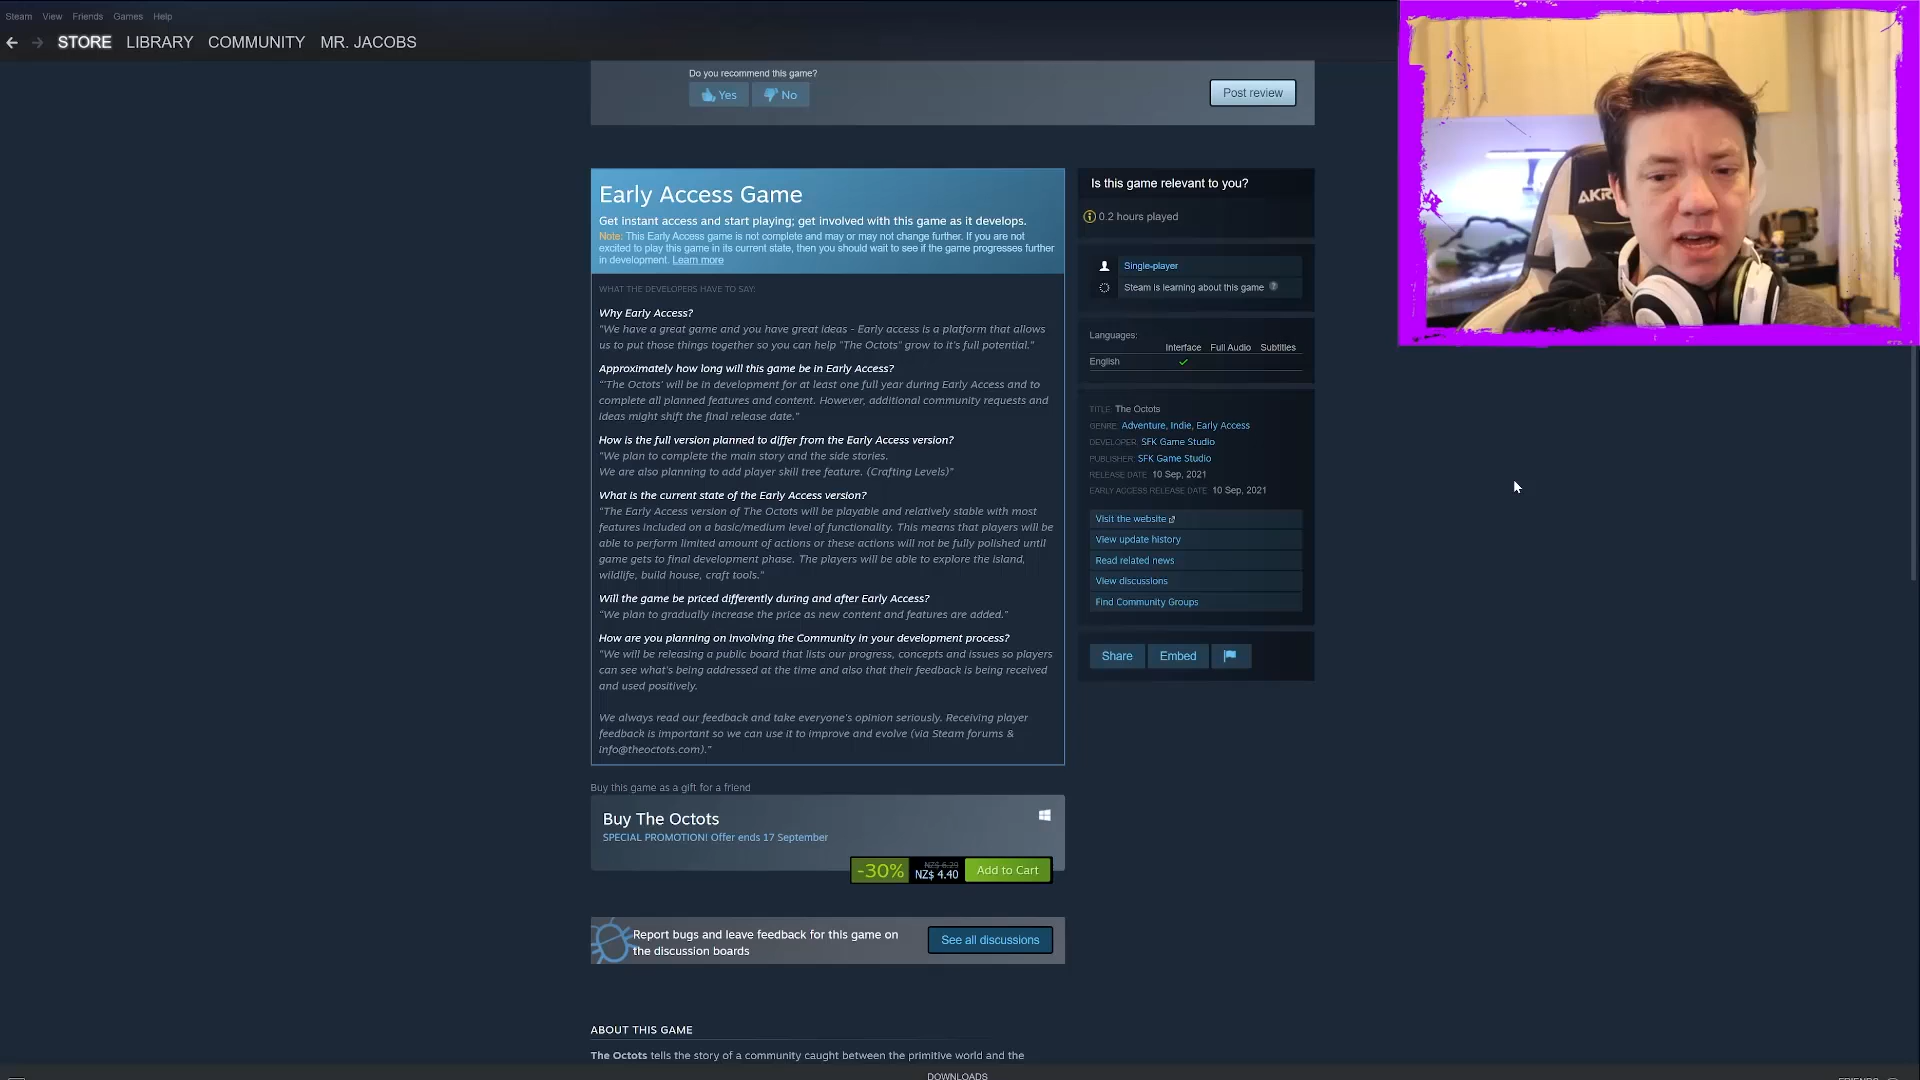 Steam View Friends Games Help
STORE LIBRARY COMMUNITY MR. JACOBS
Do you recommend this game?
Yes No
Post review
Early Access Game
Get instant access and start playing; get involved with this game as it develops.
Note: This Early Access game is not complete and may or may not change further. If you are not
excited to play this game in its current state, then you should wait to see if the game progresses further
in development. Learn more
WHAT THE DEVELOPERS HAVE TO SAY:
Why Early Access?
"We have a great game and you have great ideas - Early access is a platform that allows
us to put those things together so you can help "The Octots" grow to it's full potential."
Approximately how long will this game be in Early Access?
"'The Octots' will be in development for at least one full year during Early Access and to
complete all planned features and content. However, additional community requests and
ideas might shift the final release date."
How is the full version planned to differ from the Early Access version?
"We plan to complete the main story and the side stories.
We are also planning to add player skill tree feature. (Crafting Levels)"
What is the current state of the Early Access version?
"The Early Access version of The Octots will be playable and relatively stable with most
features included on a basic/medium level of functionality. This means that players will be
able to perform limited amount of actions or these actions will not be fully polished until
game gets to final development phase. The players will be able to explore the island,
wildlife, build house, craft tools."
Will the game be priced differently during and after Early Access?
"We plan to gradually increase the price as new content and features are added."
How are you planning on involving the Community in your development process?
"We will be releasing a public board that lists our progress, concepts and issues so players
can see what's being addressed at the time and also that their feedback is being received
and used positively.
We always read our feedback and take everyone's opinion seriously. Receiving player
feedback is important so we can use it to improve and evolve (via Steam forums &
info@theoctots.com)."
Buy this game as a gift for a friend
Buy The Octots
SPECIAL PROMOTION! Offer ends 17 September
-30% NZ$ 6.29
NZ$ 4.40
Add to Cart
Report bugs and leave feedback for this game on
the discussion boards
See all discussions
ABOUT THIS GAME
The Octots tells the story of a community caught between the primitive world and the
Is this game relevant to you?
0.2 hours played
Single-player
Steam is learning about this game ?
Languages:
Interface Full Audio Subtitles
English
TITLE: The Octots
GENRE: Adventure, Indie, Early Access
DEVELOPER: SFK Game Studio
PUBLISHER: SFK Game Studio
RELEASE DATE: 10 Sep, 2021
EARLY ACCESS RELEASE DATE: 10 Sep, 2021
Visit the website
View update history
Read related news
View discussions
Find Community Groups
Share Embed
DOWNLOADS